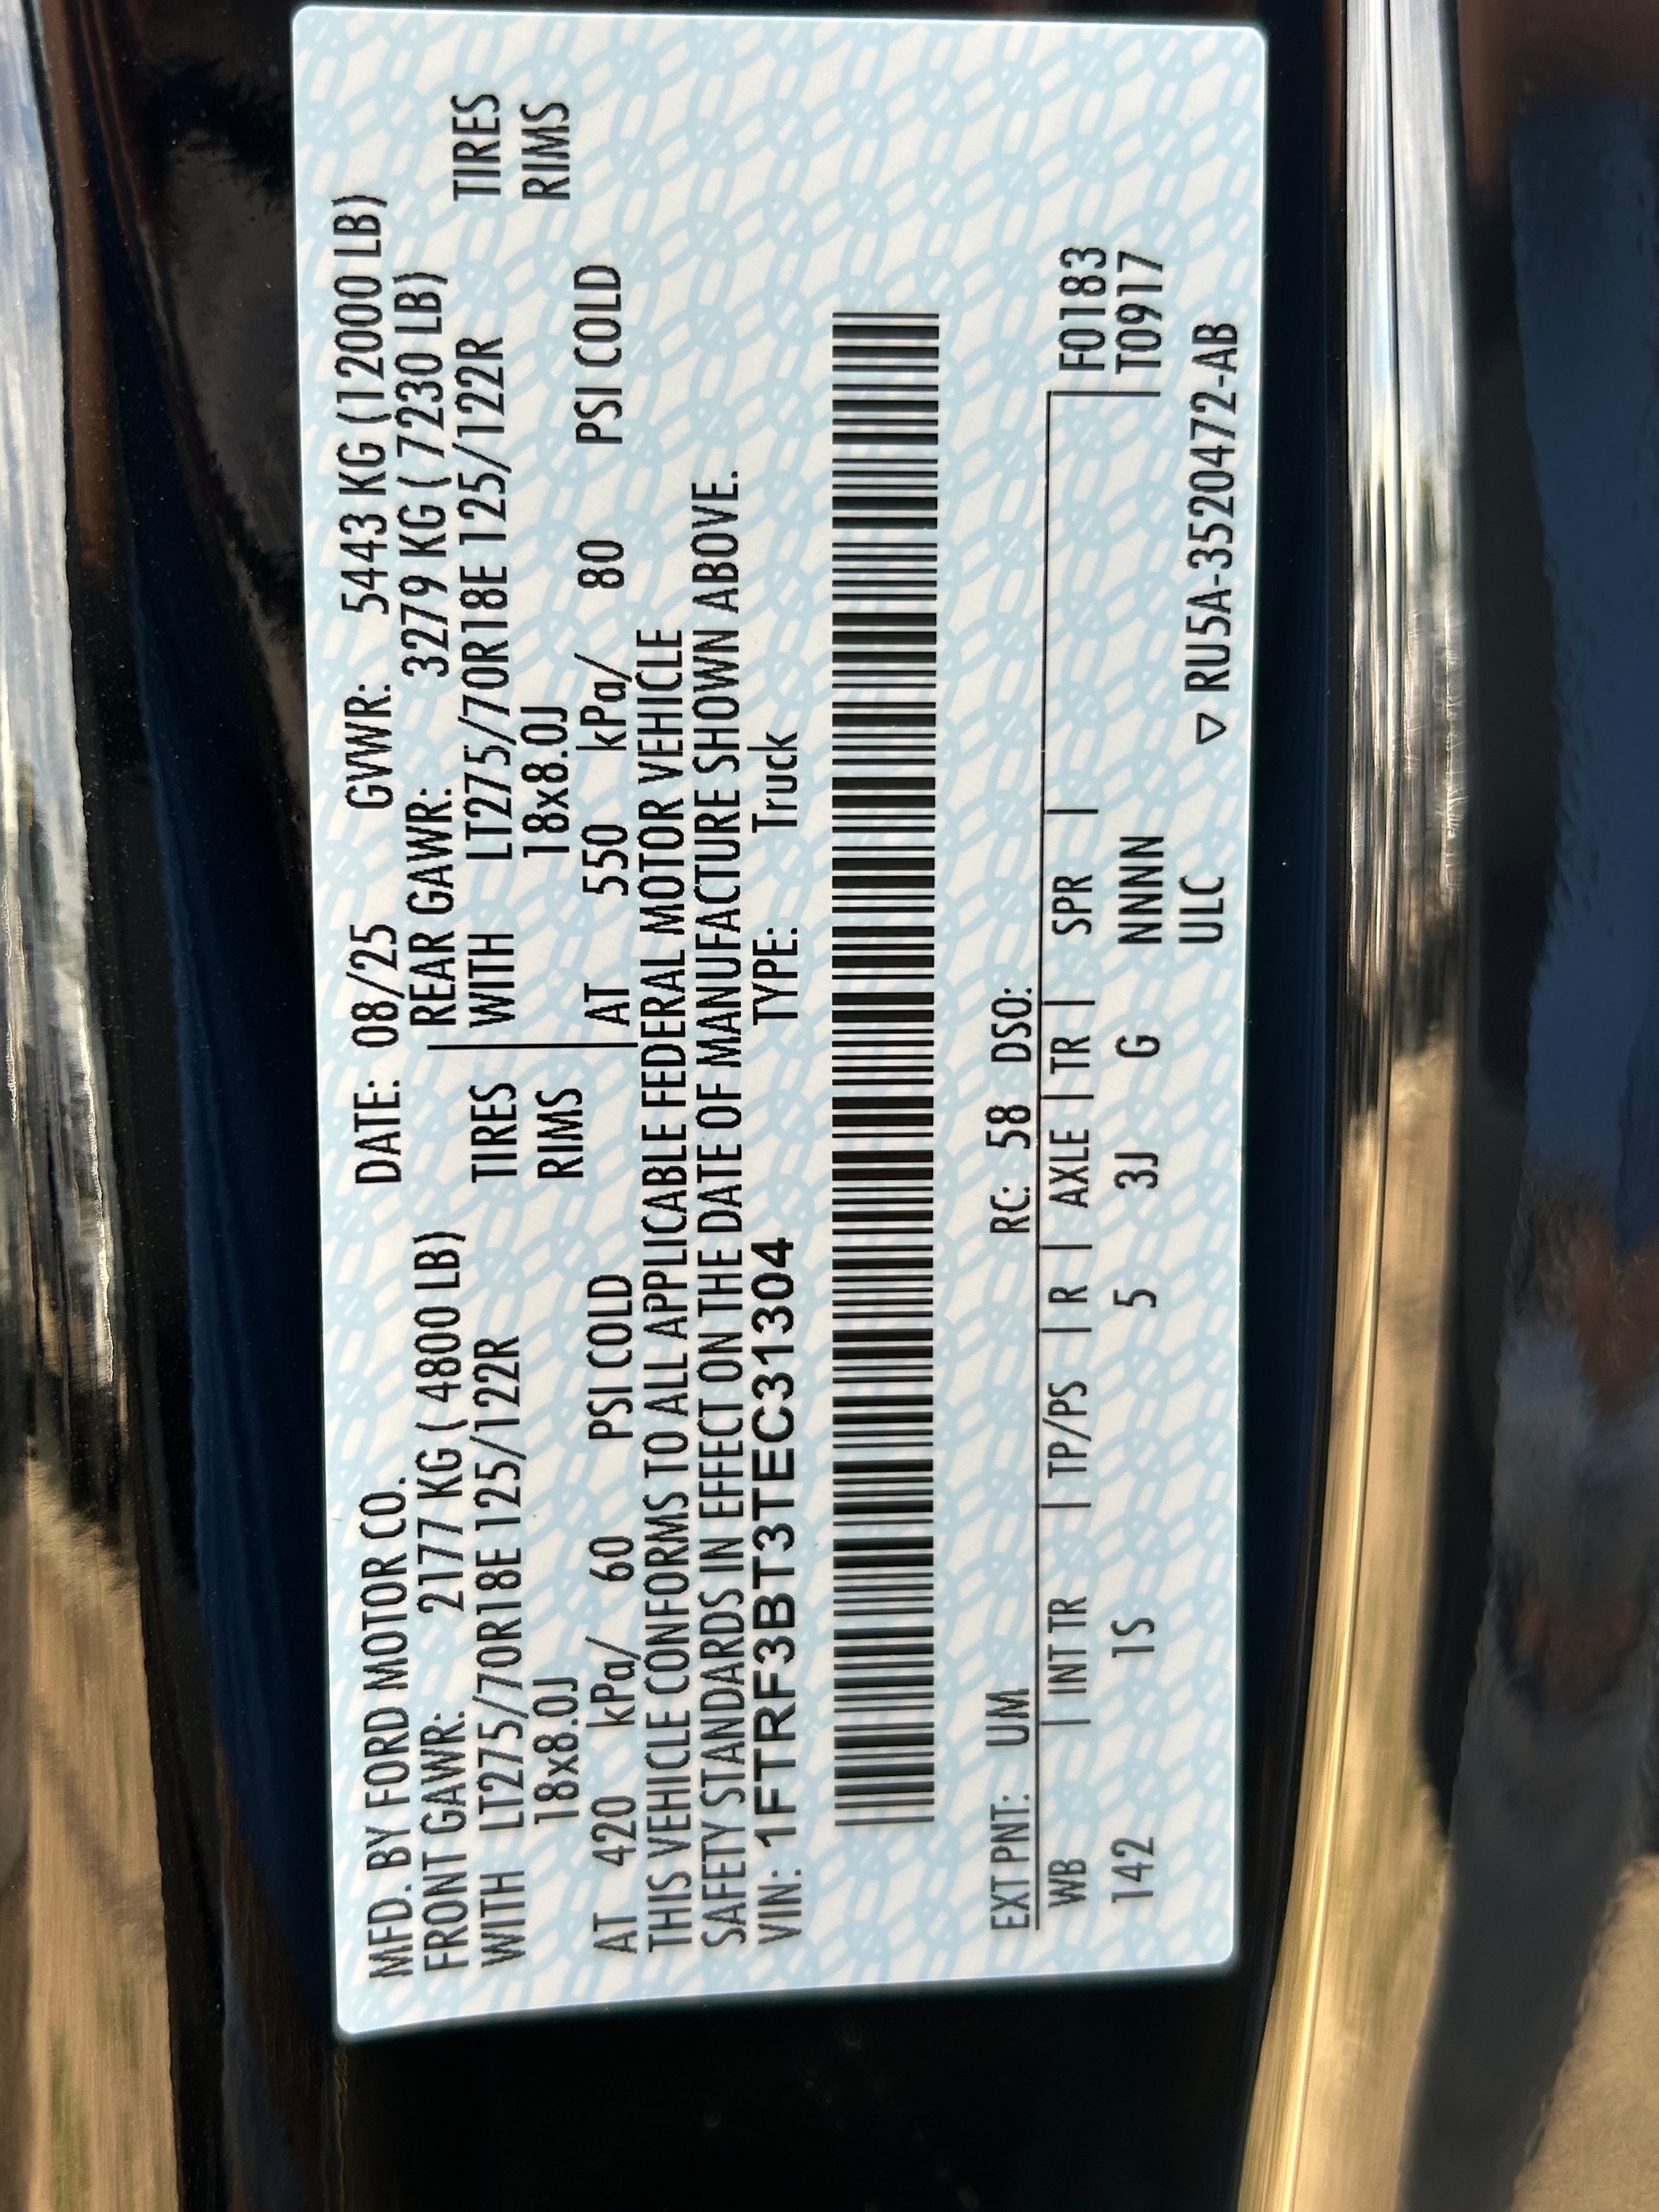 MFD. BY FORD MOTOR CO. DATE: 08/25 GVWR: 5443 KG (12000 LB)
FRONT GAWR: 2177 KG ( 4800 LB) REAR GAWR: 3279 KG ( 7230 LB)
WITH LT275/70R18E 125/122R TIRES WITH LT275/70R18E 125/122R TIRES
18x8.0J RIMS 18x8.0J RIMS
AT 420 kPa/ 60 PSI COLD AT 550 kPa/ 80 PSI COLD
THIS VEHICLE CONFORMS TO ALL APPLICABLE FEDERAL MOTOR VEHICLE
SAFETY STANDARDS IN EFFECT ON THE DATE OF MANUFACTURE SHOWN ABOVE.
VIN: 1FTRF3BT3TEC31304 TYPE: Truck
EXT PNT: UM RC: 58 DSO:
WB | INT TR | TP/PS | R | AXLE | TR | SPR | F0183
142 1S 5 3J G NNNN T0917
ULC ▽ RU5A-3520472-AB